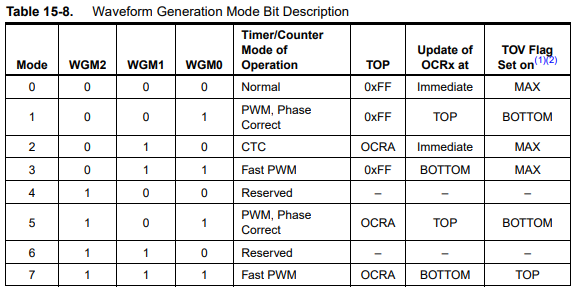 Table 15-8. Waveform Generation Mode Bit Description
Mode WGM2 WGM1 WGM0 Timer/Counter Mode of Operation TOP Update of OCRx at TOV Flag Set on(1)(2)
0 0 0 0 Normal 0xFF Immediate MAX
1 0 0 1 PWM, Phase Correct 0xFF TOP BOTTOM
2 0 1 0 CTC OCRA Immediate MAX
3 0 1 1 Fast PWM 0xFF BOTTOM MAX
4 1 0 0 Reserved – – –
5 1 0 1 PWM, Phase Correct OCRA TOP BOTTOM
6 1 1 0 Reserved – – –
7 1 1 1 Fast PWM OCRA BOTTOM TOP